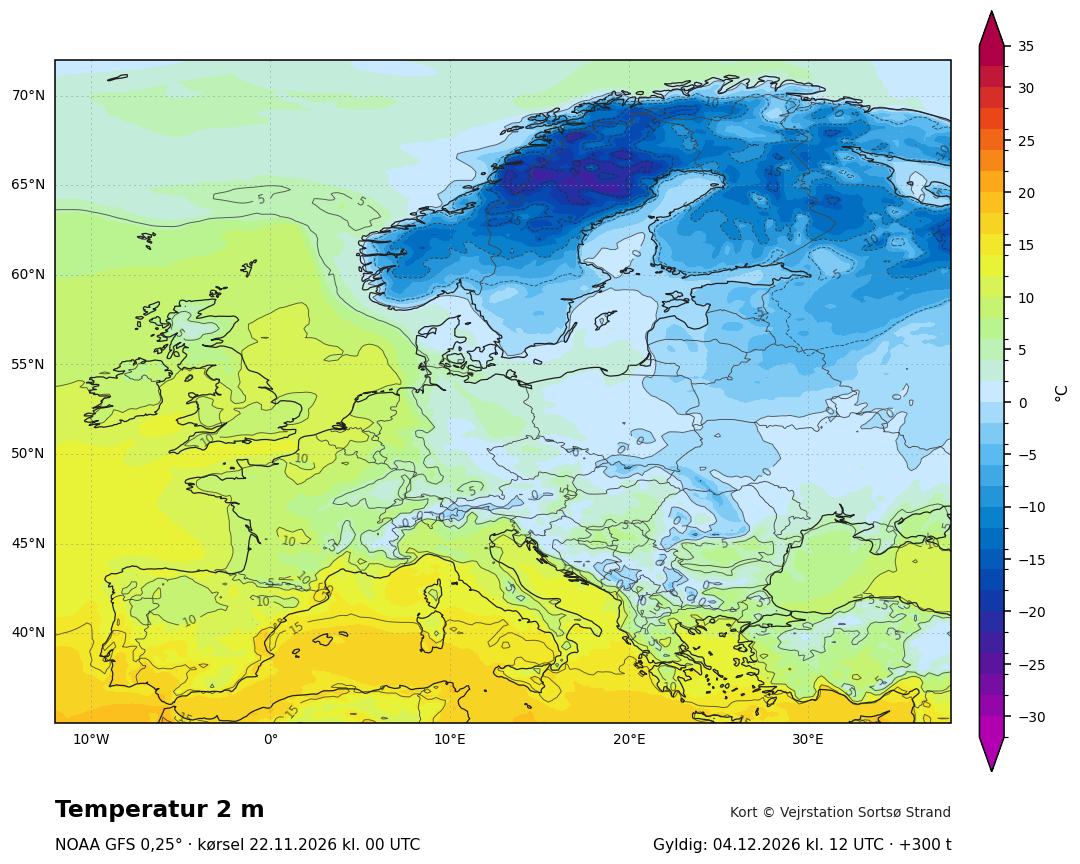 35
30
25
20
15
10
5
0
−5
−10
−15
−20
−25
−30
°C
70°N
65°N
60°N
55°N
50°N
45°N
40°N
10°W 0° 10°E 20°E 30°E
Temperatur 2 m
Kort © Vejrstation Sortsø Strand
NOAA GFS 0,25° · kørsel 22.11.2026 kl. 00 UTC
Gyldig: 04.12.2026 kl. 12 UTC · +300 t